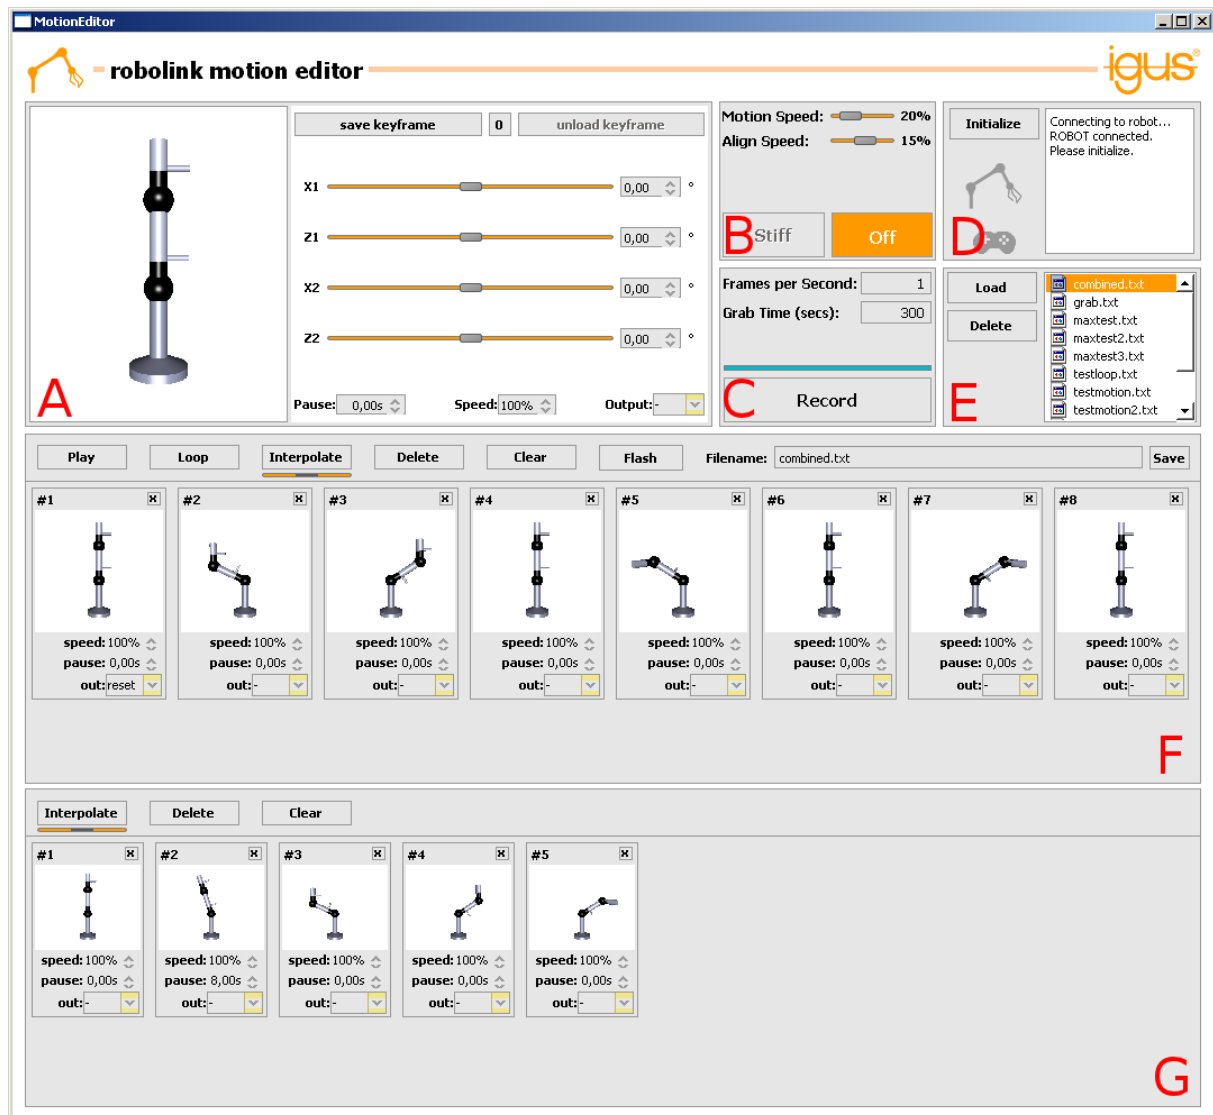 MotionEditor
robolink motion editor
igus®
save keyframe 0 unload keyframe
X1 0,00 °
Z1 0,00 °
X2 0,00 °
Z2 0,00 °
Pause: 0,00s Speed: 100% Output: -
A
Motion Speed: 20%
Align Speed: 15%
Stiff Off
B
Frames per Second: 1
Grab Time (secs): 300
Record
C
Initialize
Connecting to robot...
ROBOT connected.
Please initialize.
D
Load
Delete
combined.txt
grab.txt
maxtest.txt
maxtest2.txt
maxtest3.txt
testloop.txt
testmotion.txt
testmotion2.txt
E
Play Loop Interpolate Delete Clear Flash Filename: combined.txt Save
#1 #2 #3 #4 #5 #6 #7 #8
speed: 100% speed: 100% speed: 100% speed: 100% speed: 100% speed: 100% speed: 100% speed: 100%
pause: 0,00s pause: 0,00s pause: 0,00s pause: 0,00s pause: 0,00s pause: 0,00s pause: 0,00s pause: 0,00s
out: reset out: - out: - out: - out: - out: - out: - out: -
F
Interpolate Delete Clear
#1 #2 #3 #4 #5
speed: 100% speed: 100% speed: 100% speed: 100% speed: 100%
pause: 0,00s pause: 8,00s pause: 0,00s pause: 0,00s pause: 0,00s
out: - out: - out: - out: - out: -
G